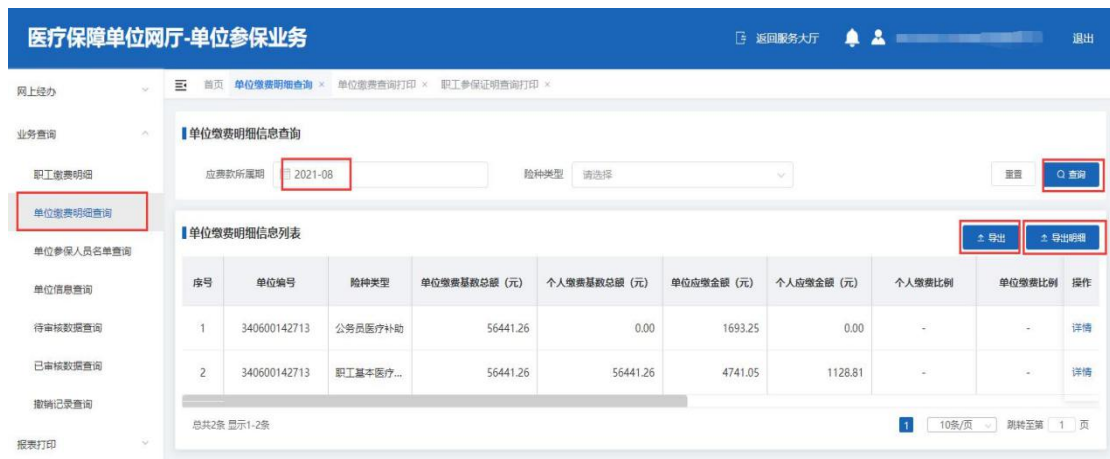 医疗保障单位网厅-单位参保业务 返回服务大厅 退出
网上经办 首页 单位缴费明细查询 × 单位缴费查询打印 × 职工参保证明查询打印 ×
业务查询
职工缴费明细
单位缴费明细查询
单位参保人员名单查询
单位信息查询
待审核数据查询
已审核数据查询
撤销记录查询
报表打印
单位缴费明细信息查询
应费款所属期 2021-08 险种类型 请选择 重置 查询
单位缴费明细信息列表 导出 导出明细
序号 单位编号 险种类型 单位缴费基数总额（元） 个人缴费基数总额（元） 单位应缴金额（元） 个人应缴金额（元） 个人缴费比例 单位缴费比例 操作
1 340600142713 公务员医疗补助 56441.26 0.00 1693.25 0.00 - - 详情
2 340600142713 职工基本医疗... 56441.26 56441.26 4741.05 1128.81 - - 详情
总共2条 显示1-2条 1 10条/页 跳转至第 1 页